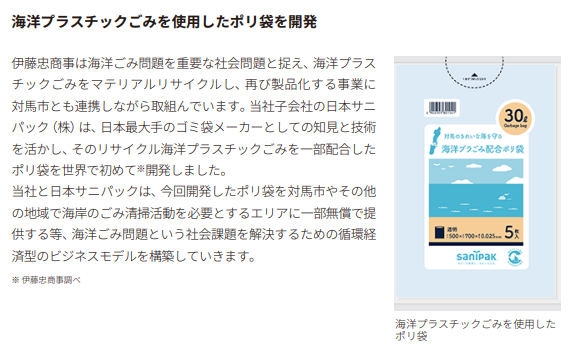 海洋プラスチックごみを使用したポリ袋を開発
伊藤忠商事は海洋ごみ問題を重要な社会問題と捉え、海洋プラス
チックごみをマテリアルリサイクルし、再び製品化する事業に
対馬市とも連携しながら取組んでいます。当社子会社の日本サニ
パック（株）は、日本最大手のゴミ袋メーカーとしての知見と技術
を活かし、そのリサイクル海洋プラスチックごみを一部配合した
ポリ袋を世界で初めて※開発しました。
当社と日本サニパックは、今回開発したポリ袋を対馬市やその他
の地域で海岸のごみ清掃活動を必要とするエリアに一部無償で提
供する等、海洋ごみ問題という社会課題を解決するための循環経
済型のビジネスモデルを構築していきます。
※ 伊藤忠商事調べ
30ℓ
Garbage bag
対馬のきれいな海を守る
海洋プラごみ配合ポリ袋
透明
500×700×0.025mm
5枚入
sanipak
海洋プラスチックごみを使用した
ポリ袋